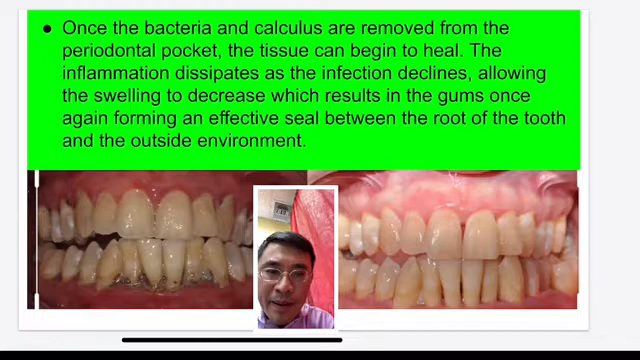 ● Once the bacteria and calculus are removed from the
periodontal pocket, the tissue can begin to heal. The
inflammation dissipates as the infection declines, allowing
the swelling to decrease which results in the gums once
again forming an effective seal between the root of the tooth
and the outside environment.